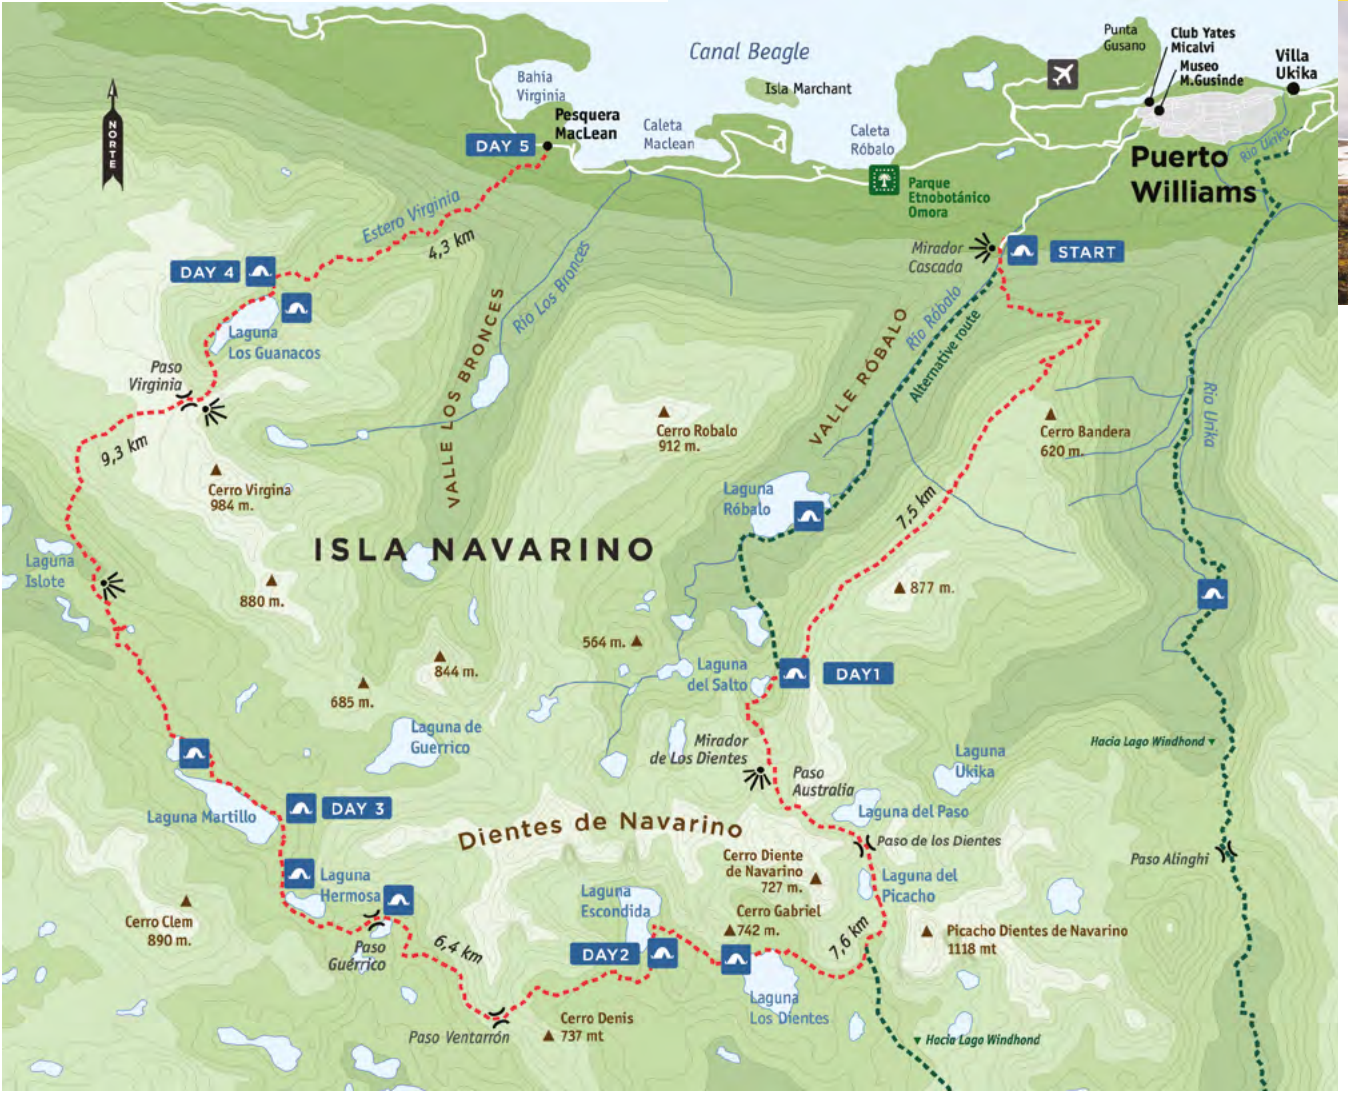 Canal Beagle
Punta
Gusano
Club Yates
Micalvi
Museo
M.Gusinde
Villa
Ukika
Bahía
Virginia
Isla Marchant
Pesquera
MacLean
DAY 5
Caleta
Maclean
Caleta
Róbalo
NORTE
Puerto
Williams
Rio Ukika
Parque
Etnobotánico
Omora
Estero Virginia
4,3 km
Mirador
Cascada
START
DAY 4
Laguna
Los Guanacos
Rio Los Bronces
VALLE LOS BRONCES
Rio Róbalo
Alternative route
VALLE RÓBALO
Paso
Virginia
9,3 km
Cerro Robalo
912 m.
Cerro Bandera
620 m.
Rio Ukika
Cerro Virgina
984 m.
Laguna
Róbalo
7,5 km
ISLA NAVARINO
Laguna
Islote
880 m.
877 m.
564 m.
844 m.
685 m.
Laguna
del Salto
DAY1
Laguna de
Guerrico
Mirador
de Los Dientes
Paso
Australia
Laguna
Ukika
Hacia Lago Windhond
Laguna Martillo
DAY 3
Dientes de Navarino
Laguna del Paso
Paso de los Dientes
Paso Alinghi
Laguna
Hermosa
Cerro Diente
de Navarino
727 m.
Laguna del
Picacho
Laguna
Escondida
Cerro Gabriel
742 m.
Cerro Clem
890 m.
Paso
Guérrico
6,4 km
DAY2
7,6 km
Picacho Dientes de Navarino
1118 mt
Laguna
Los Dientes
Paso Ventarrón
Cerro Denis
737 mt
Hacia Lago Windhond